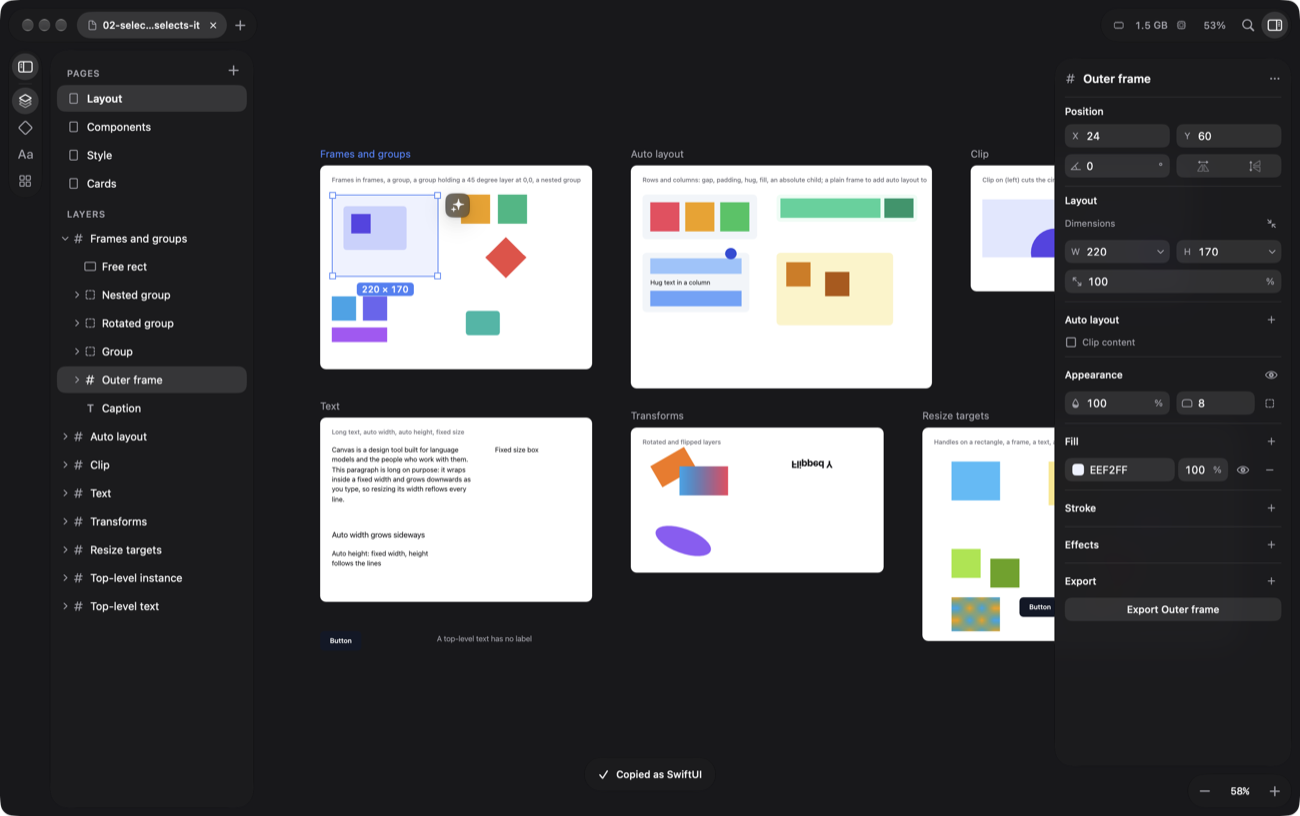 02-selec...selects-it
1.5 GB
53%
PAGES
Layout
Components
Style
Cards
LAYERS
Frames and groups
Free rect
Nested group
Rotated group
Group
Outer frame
Caption
Auto layout
Clip
Text
Transforms
Resize targets
Top-level instance
Top-level text
Frames and groups
Frames in frames, a group, a group holding a 45 degree layer at 0,0, a nested group
220 × 170
Auto layout
Rows and columns: gap, padding, hug, fill, an absolute child; a plain frame to add auto layout to
Hug text in a column
Clip
Clip on (left) cuts the cir
Text
Long text, auto width, auto height, fixed size
Canvas is a design tool built for language
models and the people who work with them.
This paragraph is long on purpose: it wraps
inside a fixed width and grows downwards as
you type, so resizing its width reflows every
line.
Fixed size box
Auto width grows sideways
Auto height: fixed width, height
follows the lines
Transforms
Rotated and flipped layers
Flipped Y
Resize targets
Handles on a rectangle, a frame, a text, a
Button
Button
A top-level text has no label
Copied as SwiftUI
Outer frame
Position
X 24
Y 60
0 °
Layout
Dimensions
W 220
H 170
100 %
Auto layout
Clip content
Appearance
100 %
8
Fill
EEF2FF
100 %
Stroke
Effects
Export
Export Outer frame
58%
Aa